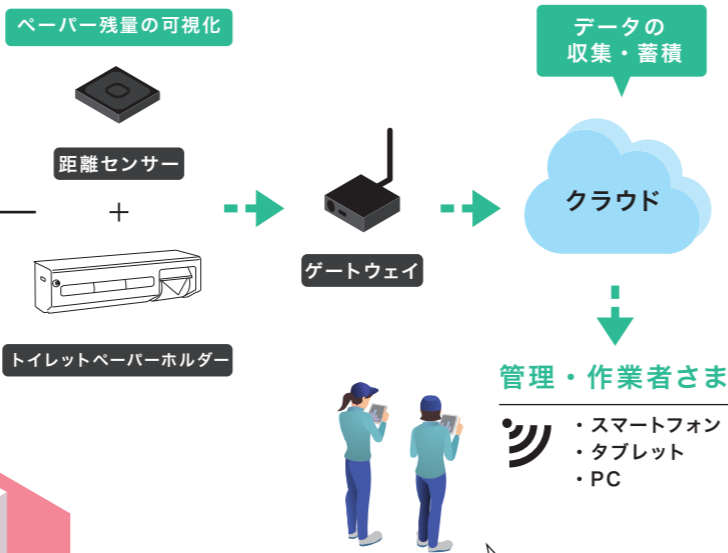 ペーパー残量の可視化
データの
収集・蓄積
距離センサー
+
クラウド
ゲートウェイ
トイレットペーパーホルダー
管理・作業者さま
・スマートフォン
・タブレット
・PC